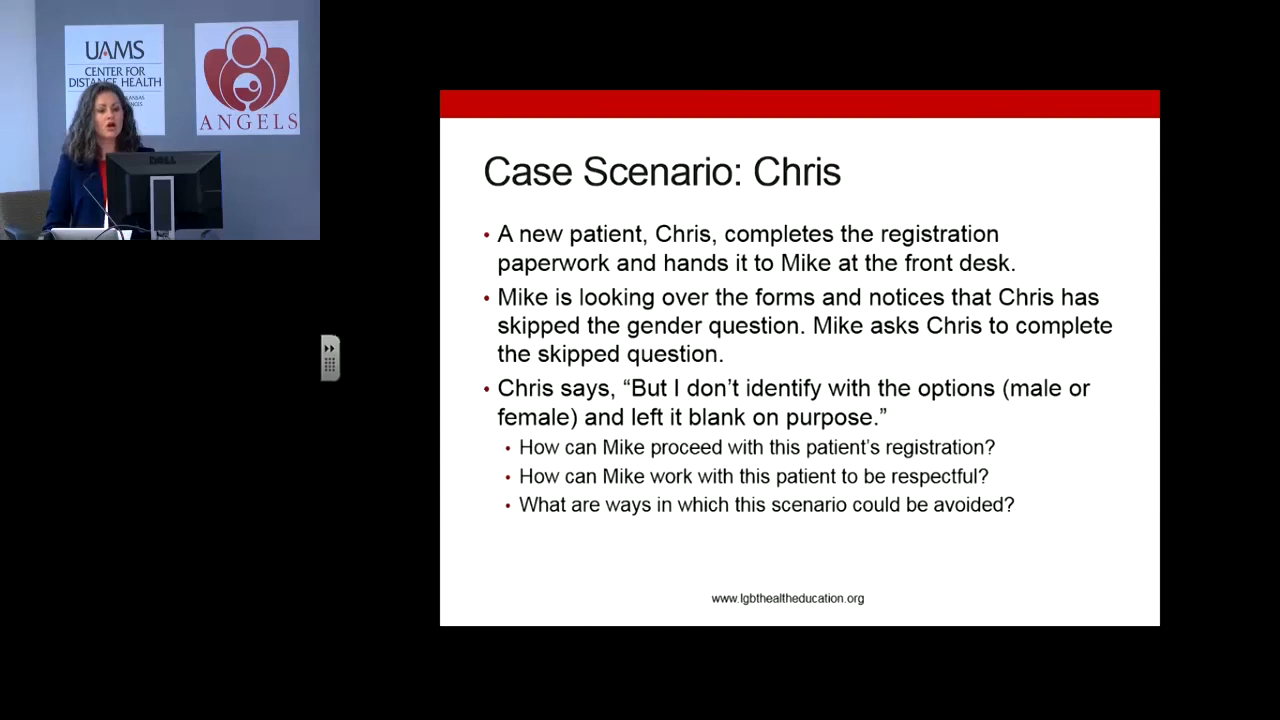 UAMS
CENTER FOR
DISTANCE HEALTH
ANGELS
DELL
Case Scenario: Chris
• A new patient, Chris, completes the registration
paperwork and hands it to Mike at the front desk.
• Mike is looking over the forms and notices that Chris has
skipped the gender question. Mike asks Chris to complete
the skipped question.
• Chris says, “But I don’t identify with the options (male or
female) and left it blank on purpose.”
• How can Mike proceed with this patient’s registration?
• How can Mike work with this patient to be respectful?
• What are ways in which this scenario could be avoided?
www.lgbthealtheducation.org